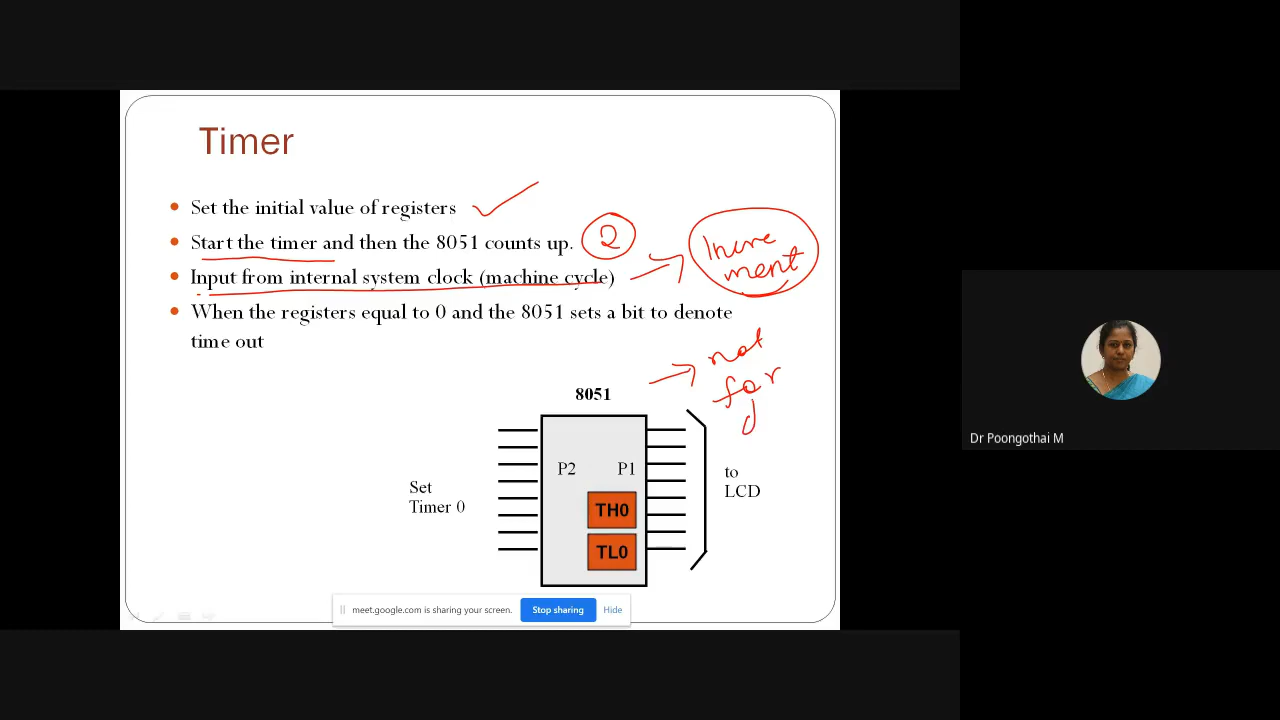 Timer
Set the initial value of registers
Start the timer and then the 8051 counts up.
2
Incre
ment
Input from internal system clock (machine cycle)
When the registers equal to 0 and the 8051 sets a bit to denote
time out
not
for
d
8051
P2
P1
Set
Timer 0
TH0
TL0
to
LCD
meet.google.com is sharing your screen.
Stop sharing
Hide
Dr Poongothai M